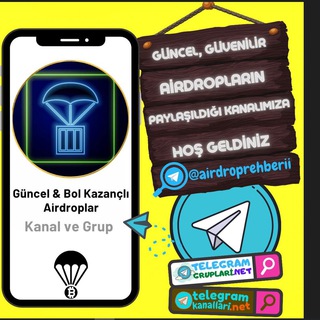 GÜNCEL, GÜVENİLİR
AİRDROPLARIN
PAYLAŞILDIĞI KANALIMIZA
HOŞ GELDİNİZ
@airdroprehberii
Güncel & Bol Kazançlı
Airdroplar
Kanal ve Grup
TELEGRAM
GRUPLARI.NET
telegram
kanallari.net